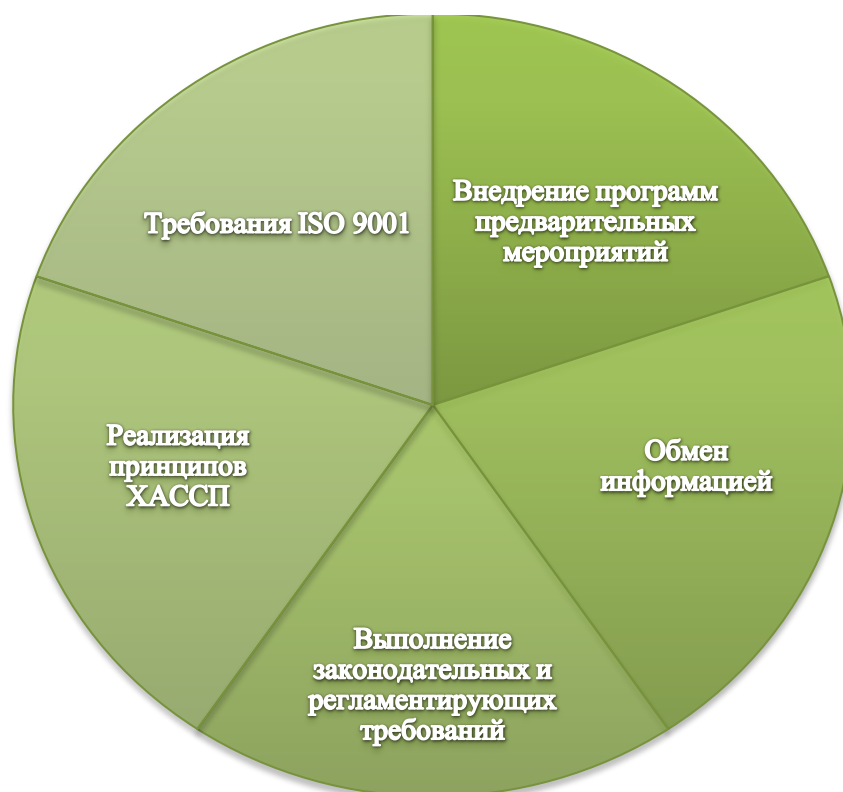 Требования ISO 9001
Внедрение программ
предварительных
мероприятий
Обмен
информацией
Выполнение
законодательных и
регламентирующих
требований
Реализация
принципов
ХАССП